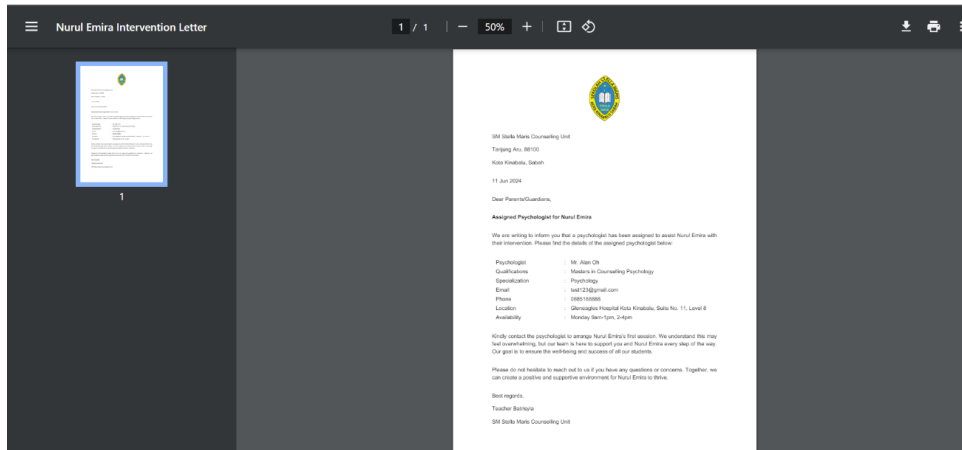 Nurul Emira Intervention Letter
1 / 1
50%
1
SM Stella Maris Counselling Unit
Tanjung Aru, 88100
Kota Kinabalu, Sabah
11 Jun 2024
Dear Parents/Guardians,
Assigned Psychologist for Nurul Emira
We are writing to inform you that a psychologist has been assigned to assist Nurul Emira with
their intervention. Please find the details of the assigned psychologist below:
Psychologist : Mr. Alan Oh
Qualifications : Masters in Counselling Psychology
Specialization : Psychology
Email : test123@gmail.com
Phone :
Location : Gleneagles Hospital Kota Kinabalu, Suite No. 11, Level 8
Availability : Monday 9am-1pm, 2-4pm
Kindly contact the psychologist to arrange Nurul Emira's first session. We understand this may
feel overwhelming, but our team is here to support you and Nurul Emira every step of the way.
Our goal is to ensure the well-being and success of all our students.
Please do not hesitate to reach out to us if you have any questions or concerns. Together, we
can create a positive and supportive environment for Nurul Emira to thrive.
Best regards,
Teacher Batrisyia
SM Stella Maris Counselling Unit